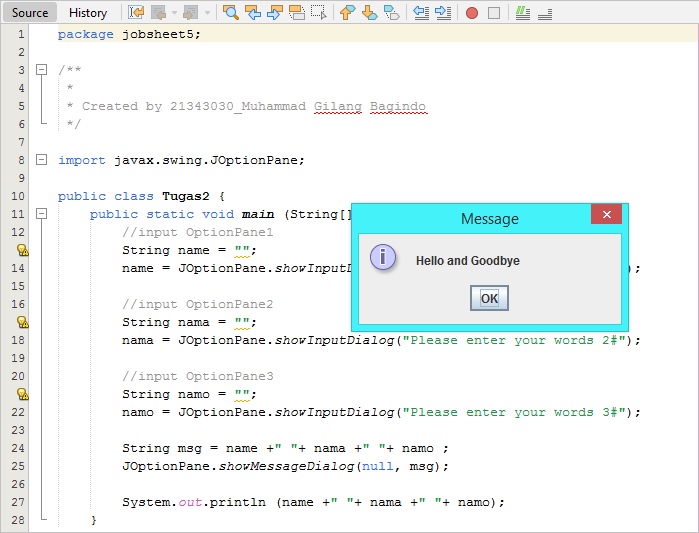 Source History
1 package jobsheet5;
2
3 /**
4 *
5 * Created by 21343030_Muhammad Gilang Bagindo
6 */
7
8 import javax.swing.JOptionPane;
9
10 public class Tugas2 {
11 public static void main (String[]
12 //input OptionPane1
String name = "";
14 name = JOptionPane.showInputD );
15
16 //input OptionPane2
String nama = "";
18 nama = JOptionPane.showInputDialog("Please enter your words 2#");
19
20 //input OptionPane3
String namo = "";
22 namo = JOptionPane.showInputDialog("Please enter your words 3#");
23
24 String msg = name +" "+ nama +" "+ namo ;
25 JOptionPane.showMessageDialog(null, msg);
26
27 System.out.println (name +" "+ nama +" "+ namo);
28 }
Message
Hello and Goodbye
OK